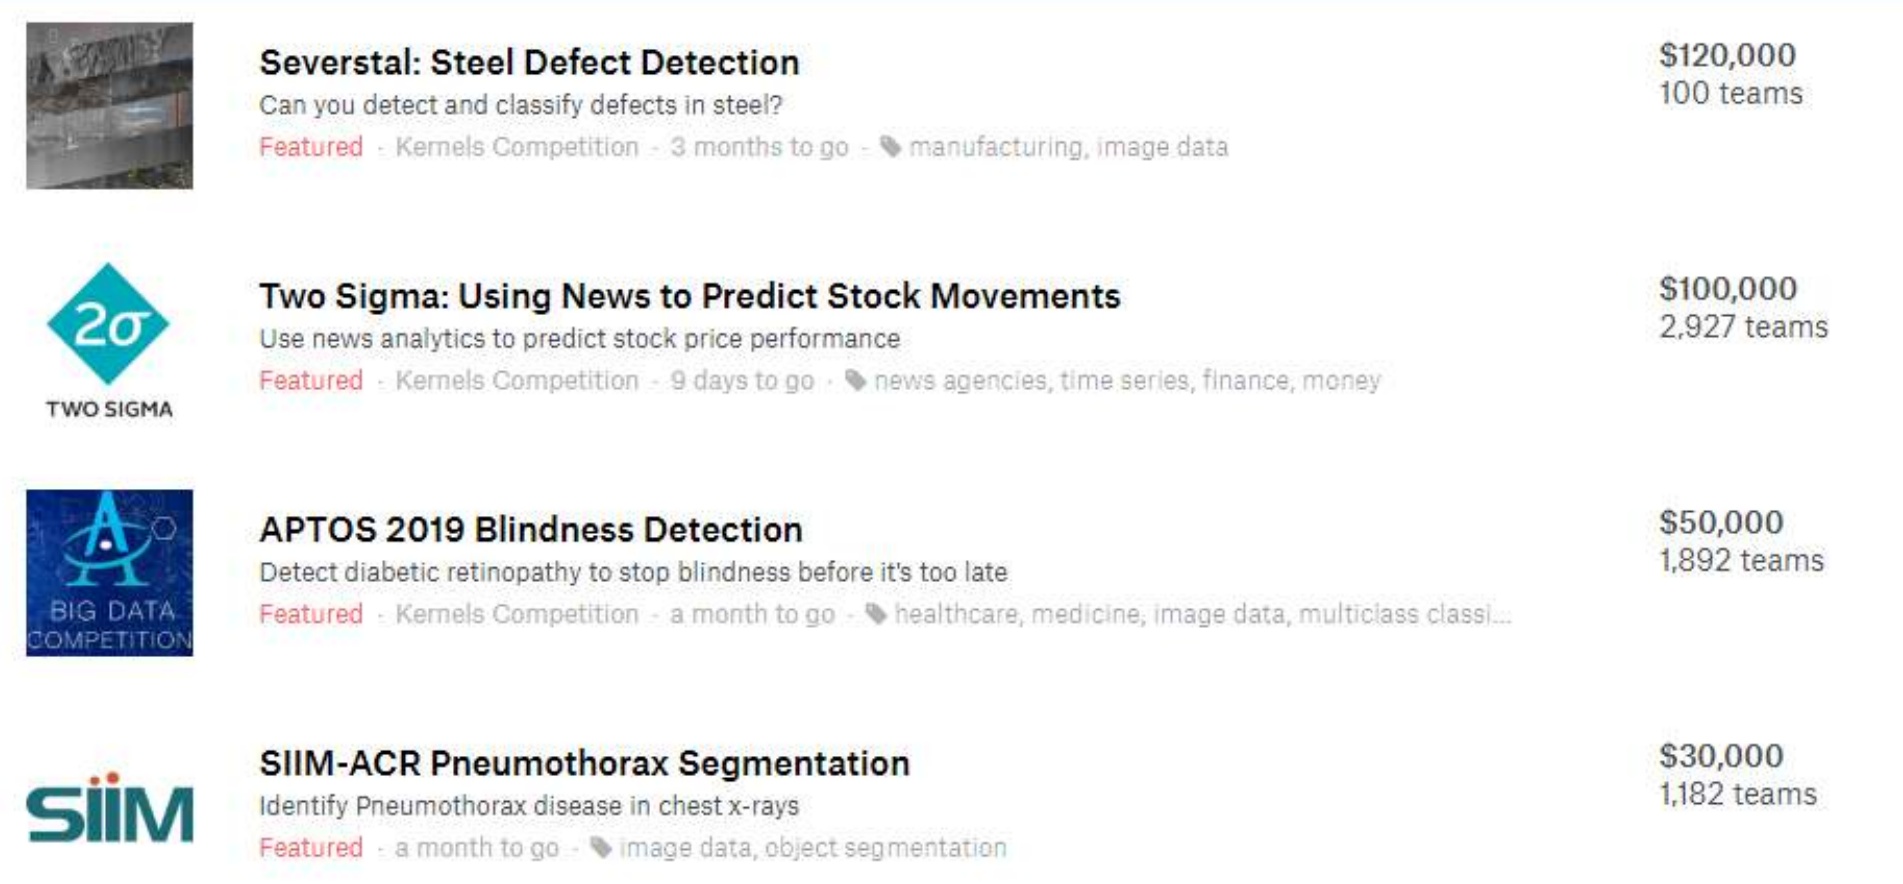 Severstal: Steel Defect Detection
Can you detect and classify defects in steel?
Featured · Kernels Competition · 3 months to go · manufacturing, image data
$120,000
100 teams
2σ
TWO SIGMA
Two Sigma: Using News to Predict Stock Movements
Use news analytics to predict stock price performance
Featured · Kernels Competition · 9 days to go · news agencies, time series, finance, money
$100,000
2,927 teams
BIG DATA
COMPETITION
APTOS 2019 Blindness Detection
Detect diabetic retinopathy to stop blindness before it's too late
Featured · Kernels Competition · a month to go · healthcare, medicine, image data, multiclass classi...
$50,000
1,892 teams
SIIM
SIIM-ACR Pneumothorax Segmentation
Identify Pneumothorax disease in chest x-rays
Featured · a month to go · image data, object segmentation
$30,000
1,182 teams